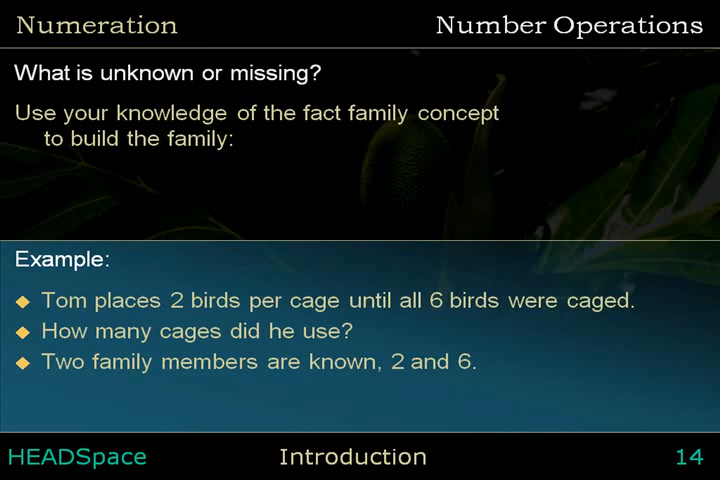 Numeration
Number Operations
What is unknown or missing?
Use your knowledge of the fact family concept
to build the family:
Example:
Tom places 2 birds per cage until all 6 birds were caged.
How many cages did he use?
Two family members are known, 2 and 6.
HEADSpace
Introduction
14